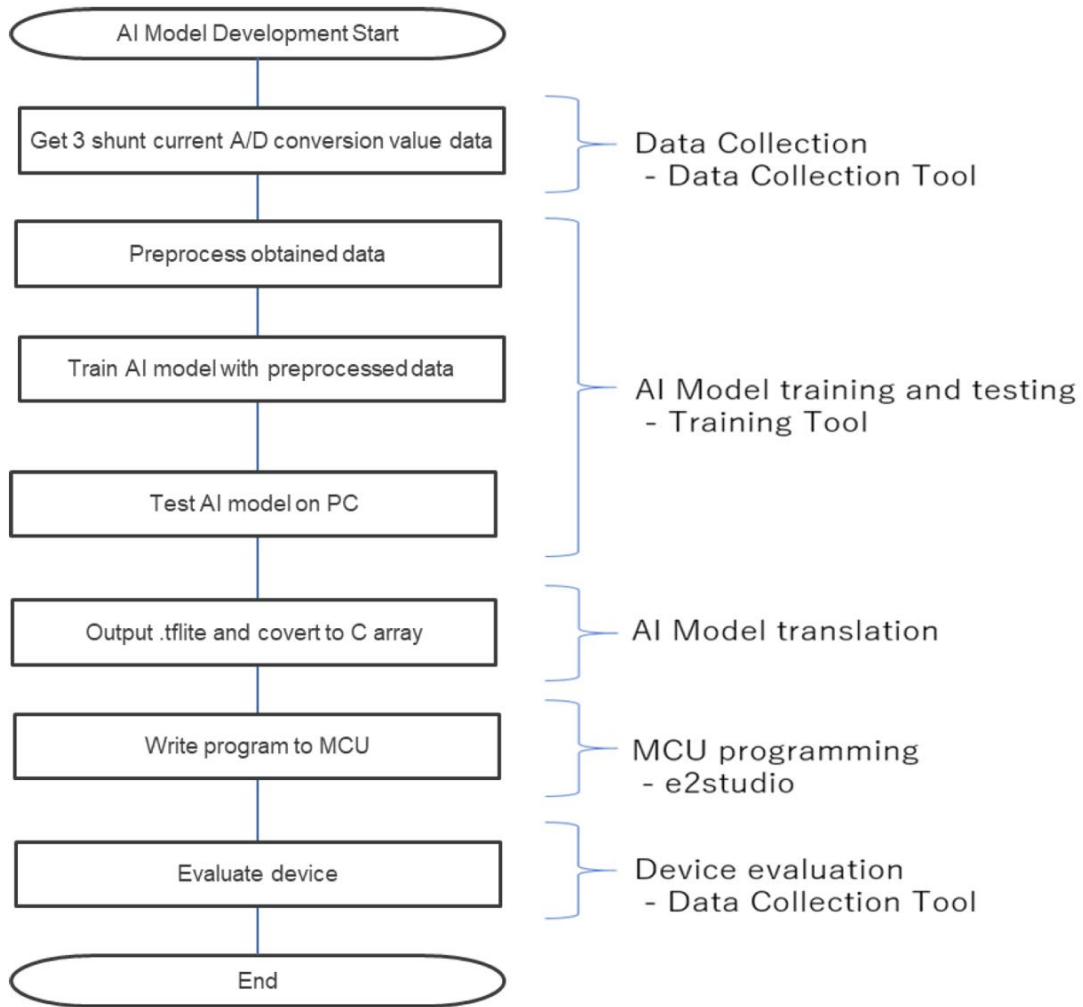 AI Model Development Start
Get 3 shunt current A/D conversion value data
Data Collection
- Data Collection Tool
Preprocess obtained data
Train AI model with preprocessed data
AI Model training and testing
- Training Tool
Test AI model on PC
Output .tflite and covert to C array
AI Model translation
Write program to MCU
MCU programming
- e2studio
Evaluate device
Device evaluation
- Data Collection Tool
End